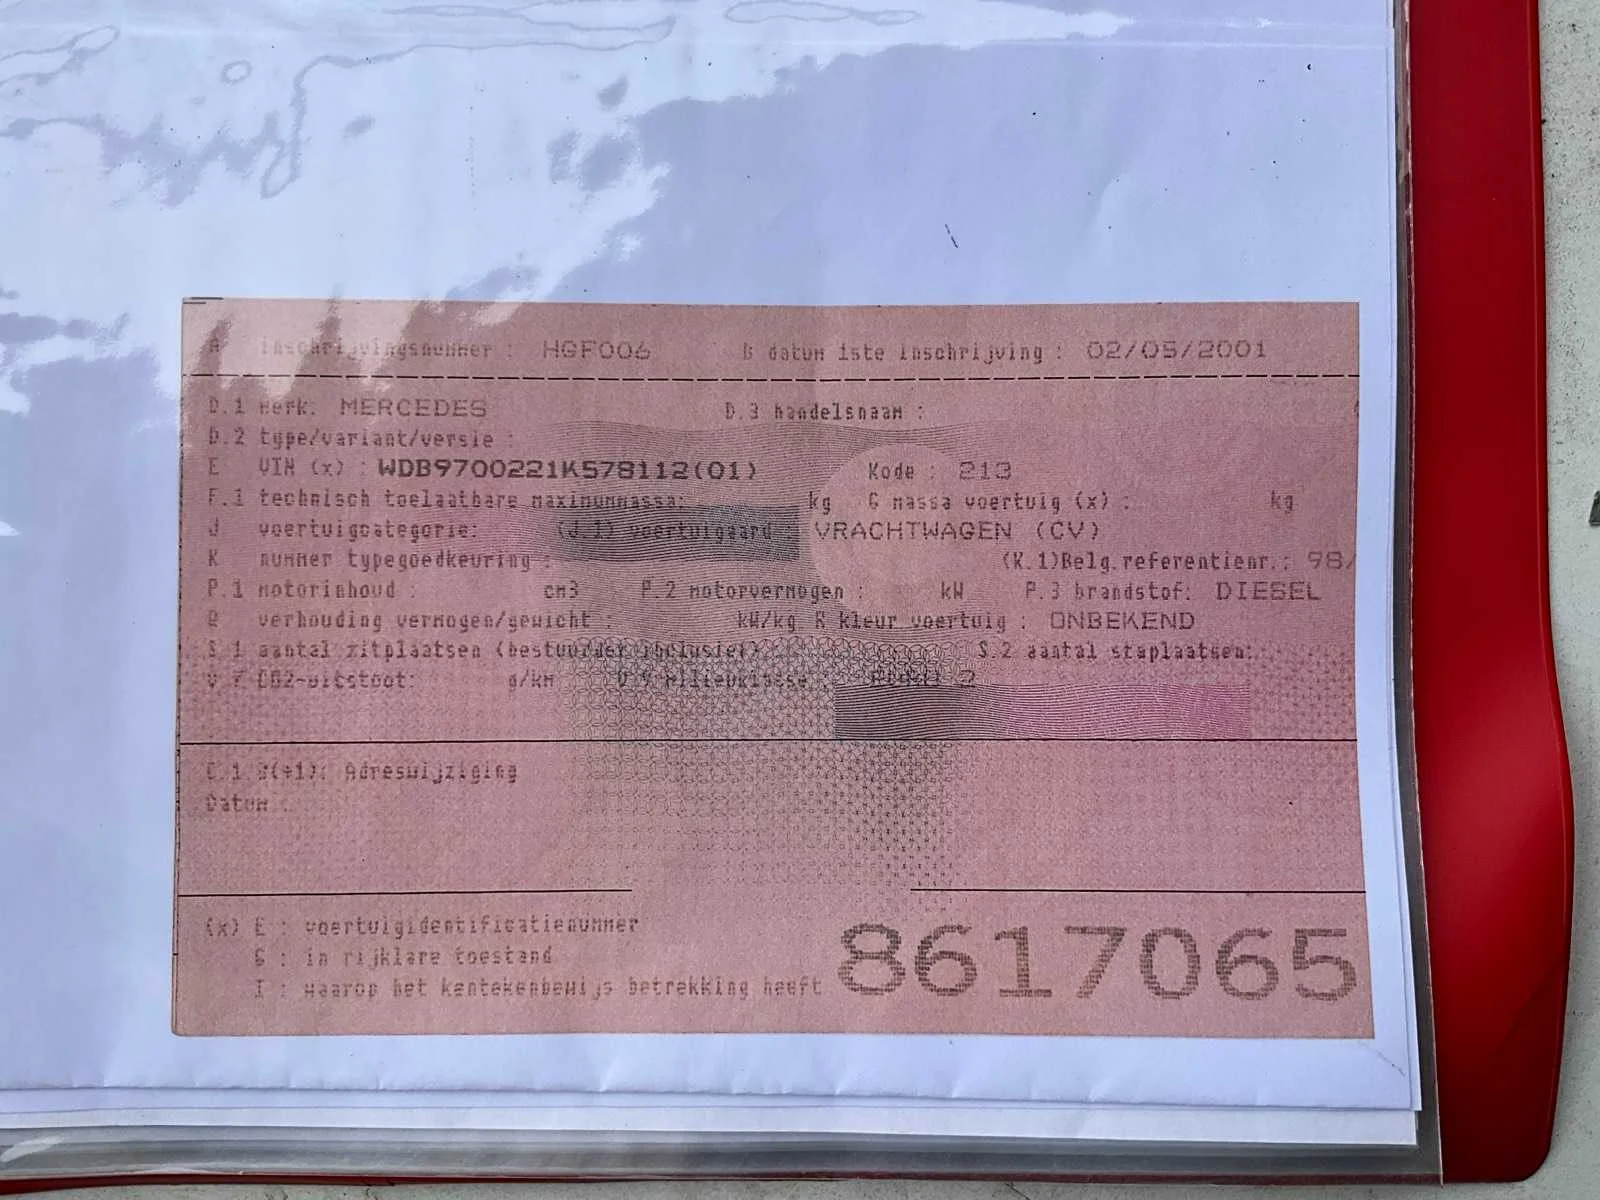 A inschrijvingsnummer : HGF006 B datum 1ste inschrijving : 02/05/2001
D.1 merk: MERCEDES D.3 handelsnaam :
D.2 type/variant/versie :
E VIN (x) : WDB9700221K578112(01) Kode : 213
F.1 technisch toelaatbare maximummassa: kg G massa voertuig (x) : kg
J voertuigcategorie: (J.1) voertuigaard : VRACHTWAGEN (CV)
K nummer typegoedkeuring : (K.1)Belg.referentienr.: 98/
P.1 motorinhoud : cm3 P.2 motorvermogen : kW P.3 brandstof: DIESEL
Q verhouding vermogen/gewicht : kW/kg R kleur voertuig : ONBEKEND
S.1 aantal zitplaatsen (bestuurder inclusief) S.2 aantal staplaatsen:
V.7 CO2-uitstoot: g/km V.9 milieuklasse : 2
Adreswijziging
Datum :
(x) E : voertuigidentificatienummer
G : in rijklare toestand
I : waarop het kentekenbewijs betrekking heeft
8617065